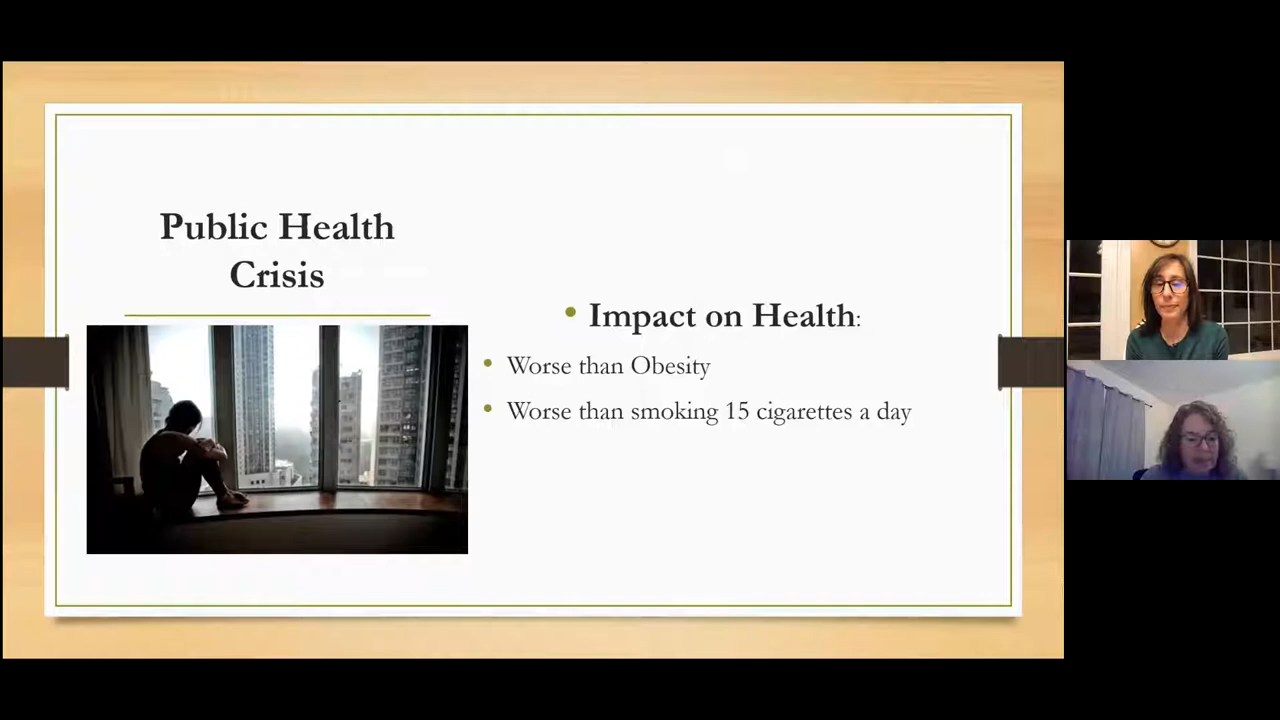 Public Health
Crisis
• Impact on Health:
• Worse than Obesity
• Worse than smoking 15 cigarettes a day